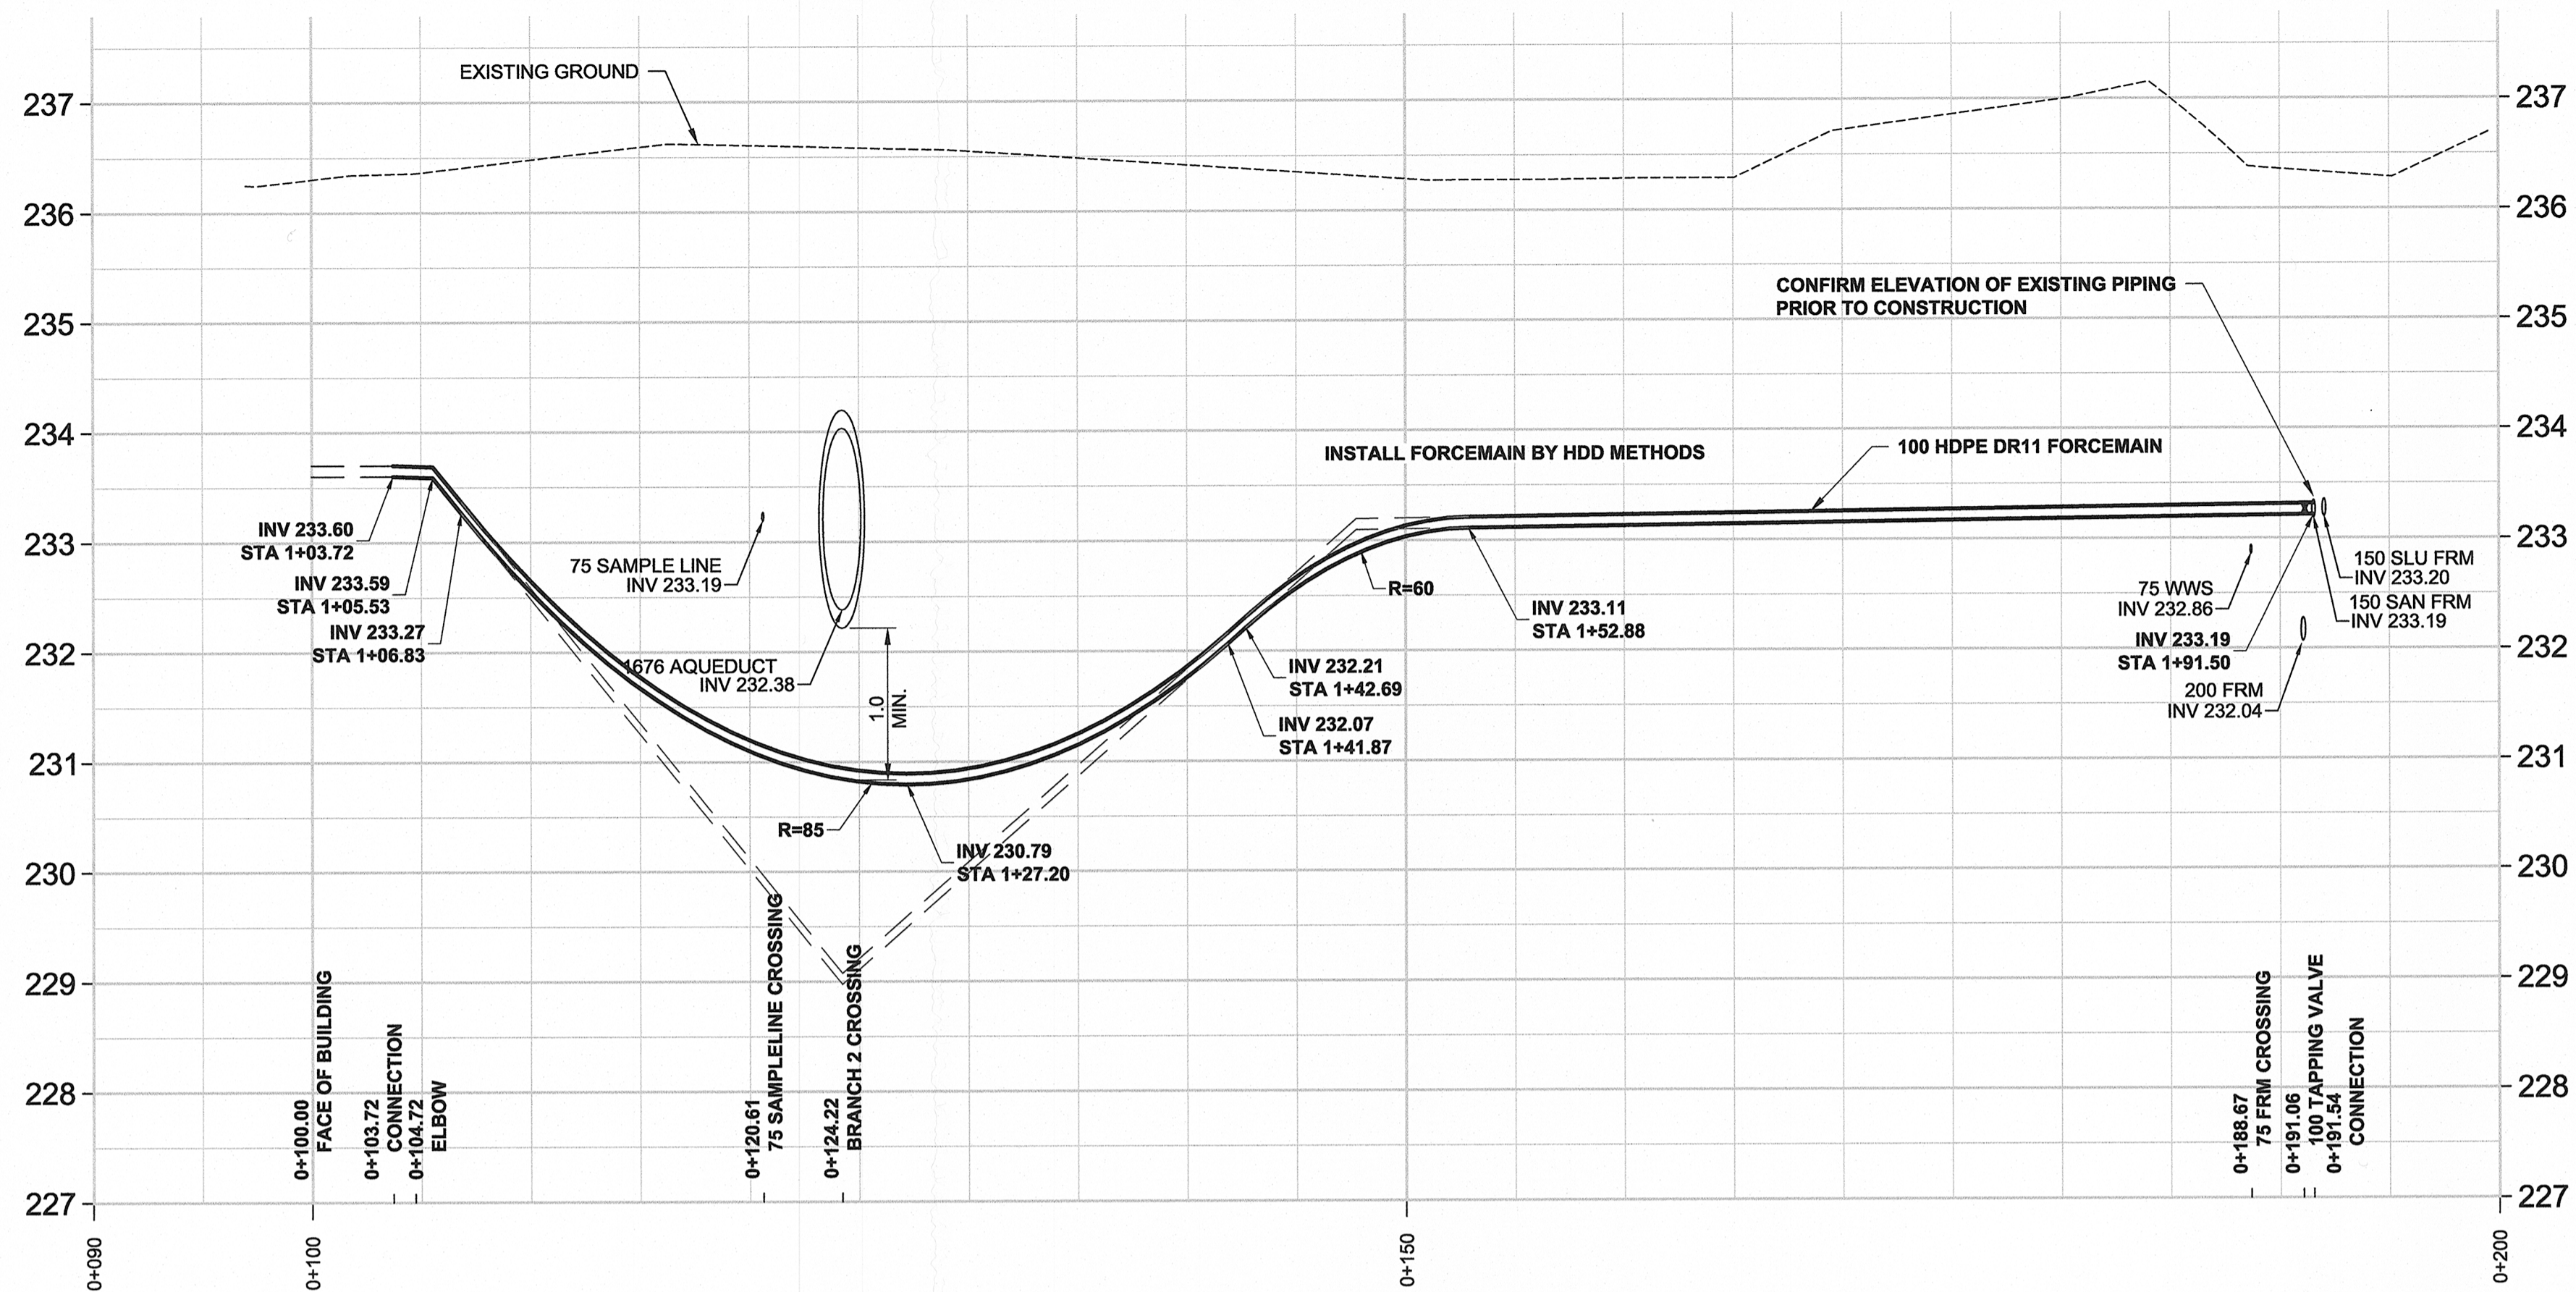 EXISTING GROUND
237
236
235
234
233
232
231
230
229
228
227
237
236
235
234
233
232
231
230
229
228
227
CONFIRM ELEVATION OF EXISTING PIPING
PRIOR TO CONSTRUCTION
INSTALL FORCEMAIN BY HDD METHODS
100 HDPE DR11 FORCEMAIN
INV 233.60
STA 1+03.72
INV 233.59
STA 1+05.53
INV 233.27
STA 1+06.83
75 SAMPLE LINE
INV 233.19
1676 AQUEDUCT
INV 232.38
1.0
MIN.
R=85
INV 230.79
STA 1+27.20
R=60
INV 233.11
STA 1+52.88
INV 232.21
STA 1+42.69
INV 232.07
STA 1+41.87
150 SLU FRM
INV 233.20
75 WWS
INV 232.86
150 SAN FRM
INV 233.19
INV 233.19
STA 1+91.50
200 FRM
INV 232.04
0+100.00
FACE OF BUILDING
0+103.72
CONNECTION
0+104.72
ELBOW
0+120.61
75 SAMPLELINE CROSSING
0+124.22
BRANCH 2 CROSSING
0+188.67
75 FRM CROSSING
0+191.06
100 TAPPING VALVE
0+191.54
CONNECTION
0+090
0+100
0+150
0+200